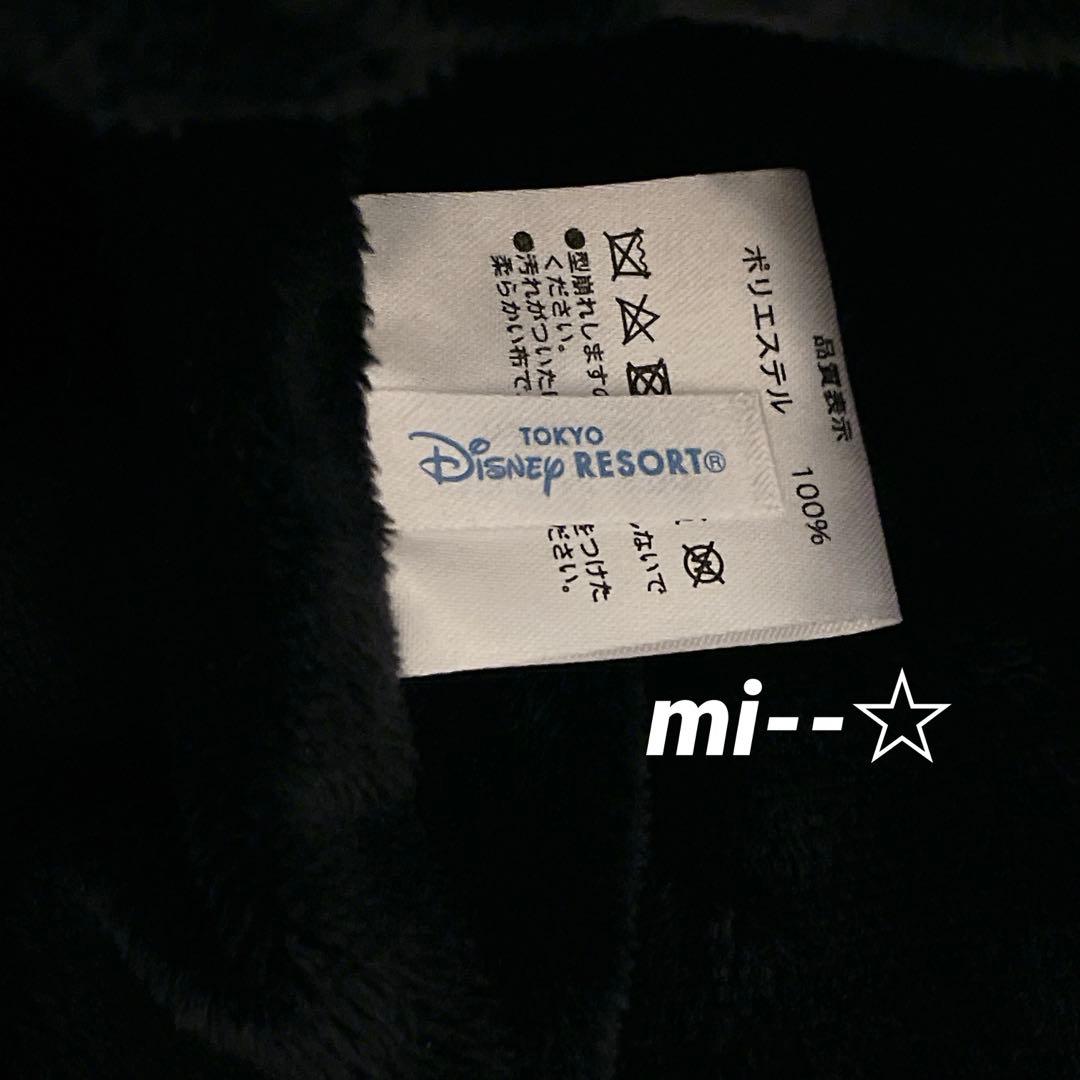 品質表示
ポリエステル 100%
●型崩れします
ないで
ください。
●汚れがついた
をつけた
柔らかい布で
ださい。
TOKYO
Disney RESORT®
mi--☆